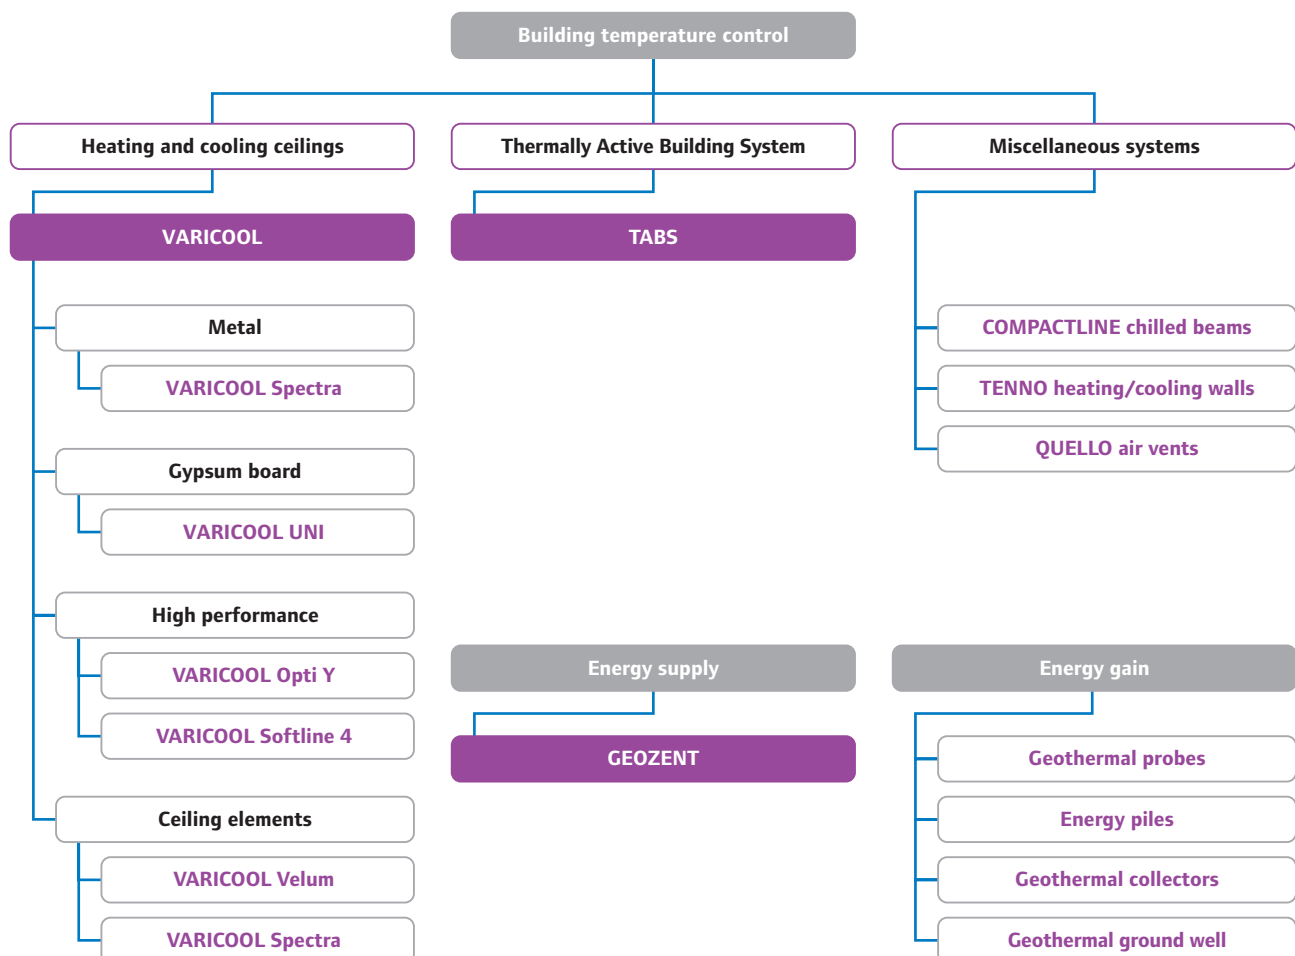 Building temperature control
Heating and cooling ceilings
Thermally Active Building System
Miscellaneous systems
VARICOOL
TABS
Metal
VARICOOL Spectra
Gypsum board
VARICOOL UNI
High performance
VARICOOL Opti Y
VARICOOL Softline 4
Ceiling elements
VARICOOL Velum
VARICOOL Spectra
COMPACTLINE chilled beams
TENNO heating/cooling walls
QUELLO air vents
Energy supply
GEOZENT
Energy gain
Geothermal probes
Energy piles
Geothermal collectors
Geothermal ground well